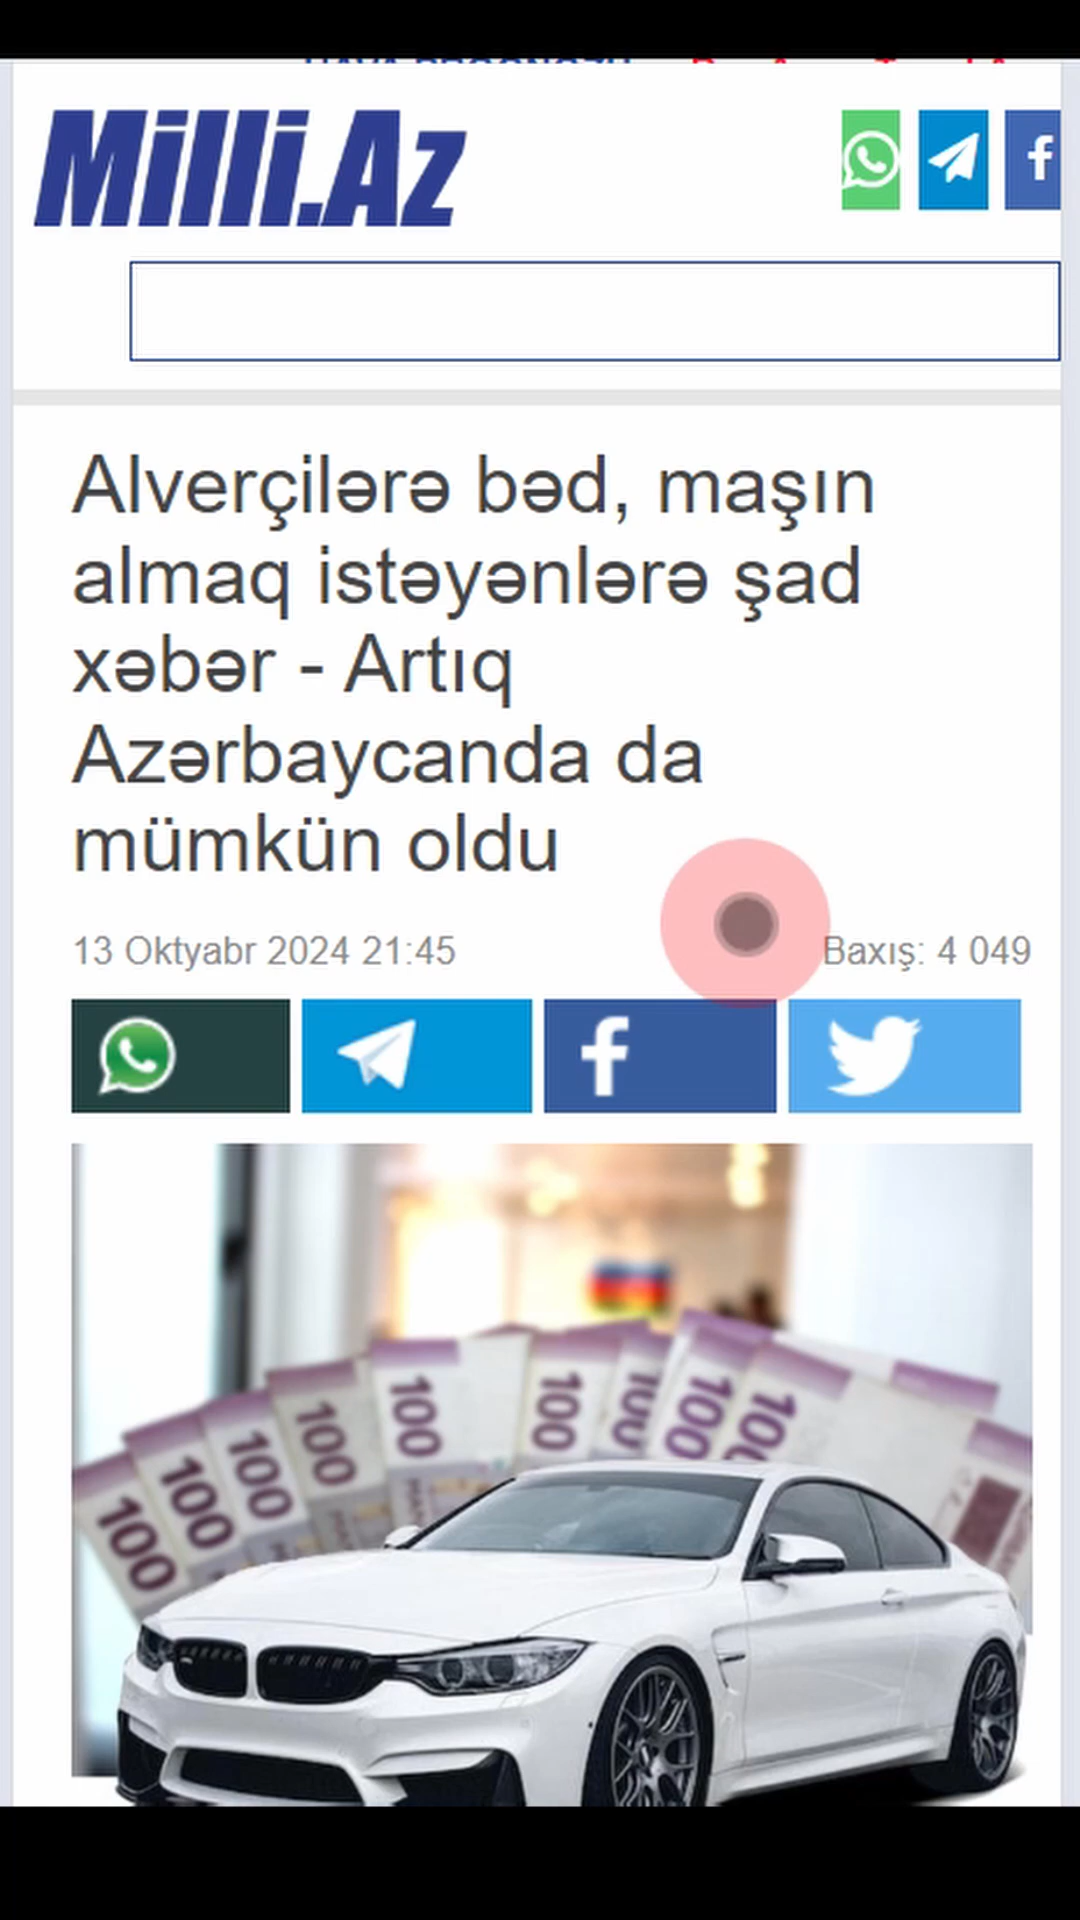 Milli.Az
Alverçilərə bəd, maşın
almaq istəyənlərə şad
xəbər - Artıq
Azərbaycanda da
mümkün oldu
13 Oktyabr 2024 21:45
Baxış: 4 049
100
100
100
100
100
100
100
100